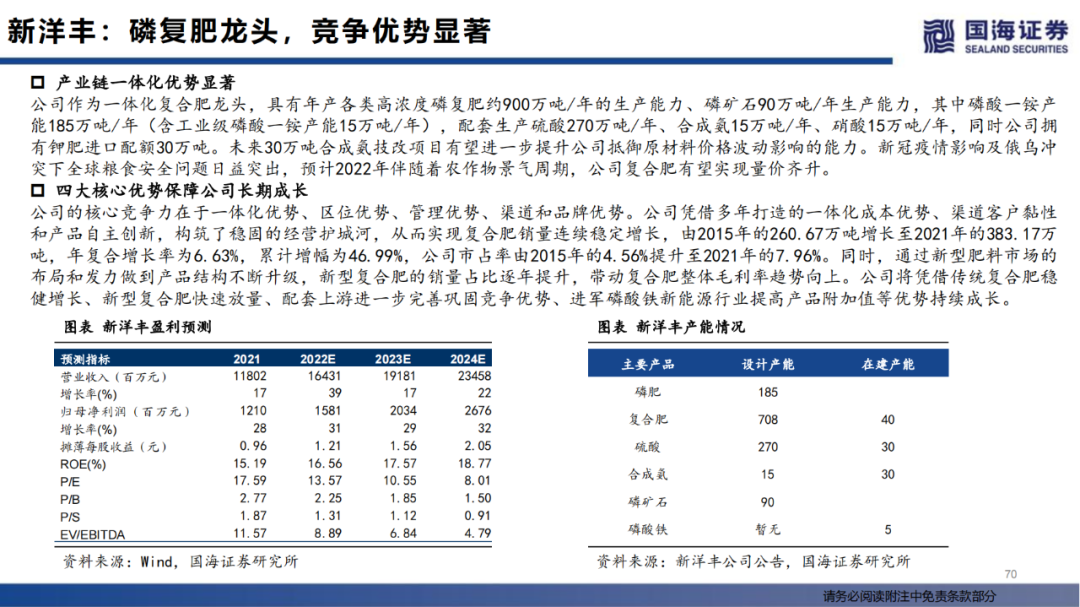 新洋丰：磷复肥龙头，竞争优势显著
国海证券
SEALAND SECURITIES
产业链一体化优势显著
公司作为一体化复合肥龙头，具有年产各类高浓度磷复肥约900万吨/年的生产能力、磷矿石90万吨/年生产能力，其中磷酸一铵产
能185万吨/年（含工业级磷酸一铵产能15万吨/年），配套生产硫酸270万吨/年、合成氨15万吨/年、硝酸15万吨/年，同时公司拥
有钾肥进口配额30万吨。未来30万吨合成氨技改项目有望进一步提升公司抵御原材料价格波动影响的能力。新冠疫情影响及俄乌冲
突下全球粮食安全问题日益突出，预计2022年伴随着农作物景气周期，公司复合肥有望实现量价齐升。
四大核心优势保障公司长期成长
公司的核心竞争力在于一体化优势、区位优势、管理优势、渠道和品牌优势。公司凭借多年打造的一体化成本优势、渠道客户黏性
和产品自主创新，构筑了稳固的经营护城河，从而实现复合肥销量连续稳定增长，由2015年的260.67万吨增长至2021年的383.17万
吨，年复合增长率为6.63%，累计增幅为46.99%，公司市占率由2015年的4.56%提升至2021年的7.96%。同时，通过新型肥料市场的
布局和发力做到产品结构不断升级，新型复合肥的销量占比逐年提升，带动复合肥整体毛利率趋势向上。公司将凭借传统复合肥稳
健增长、新型复合肥快速放量、配套上游进一步完善巩固竞争优势、进军磷酸铁新能源行业提高产品附加值等优势持续成长。
图表 新洋丰盈利预测
预测指标 2021 2022E 2023E 2024E
营业收入（百万元） 11802 16431 19181 23458
增长率(%) 17 39 17 22
归母净利润（百万元） 1210 1581 2034 2676
增长率(%) 28 31 29 32
摊薄每股收益（元） 0.96 1.21 1.56 2.05
ROE(%) 15.19 16.56 17.57 18.77
P/E 17.59 13.57 10.55 8.01
P/B 2.77 2.25 1.85 1.50
P/S 1.87 1.31 1.12 0.91
EV/EBITDA 11.57 8.89 6.84 4.79
资料来源：Wind，国海证券研究所
图表 新洋丰产能情况
主要产品 设计产能 在建产能
磷肥 185
复合肥 708 40
硫酸 270 30
合成氨 15 30
磷矿石 90
磷酸铁 暂无 5
资料来源：新洋丰公司公告，国海证券研究所
70
请务必阅读附注中免责条款部分